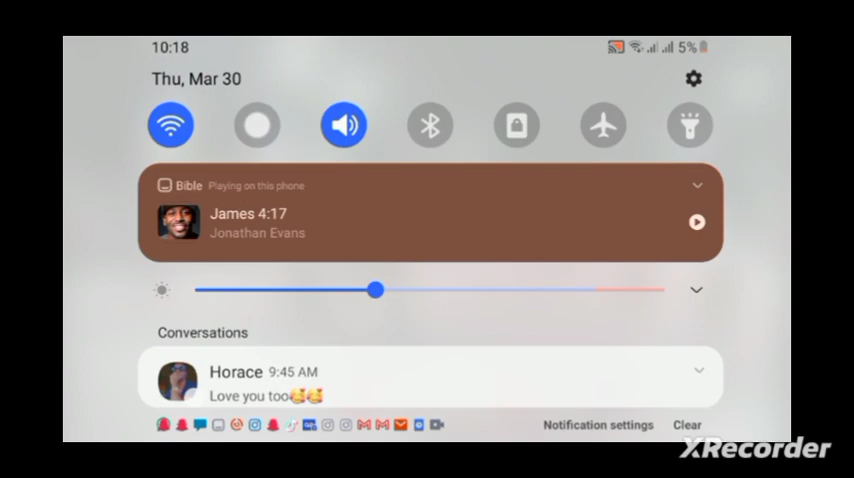 10:18
5%
Thu, Mar 30
Bible Playing on this phone
James 4:17
Jonathan Evans
Conversations
Horace 9:45 AM
Love you too🥰🥰
Notification settings Clear
XRecorder